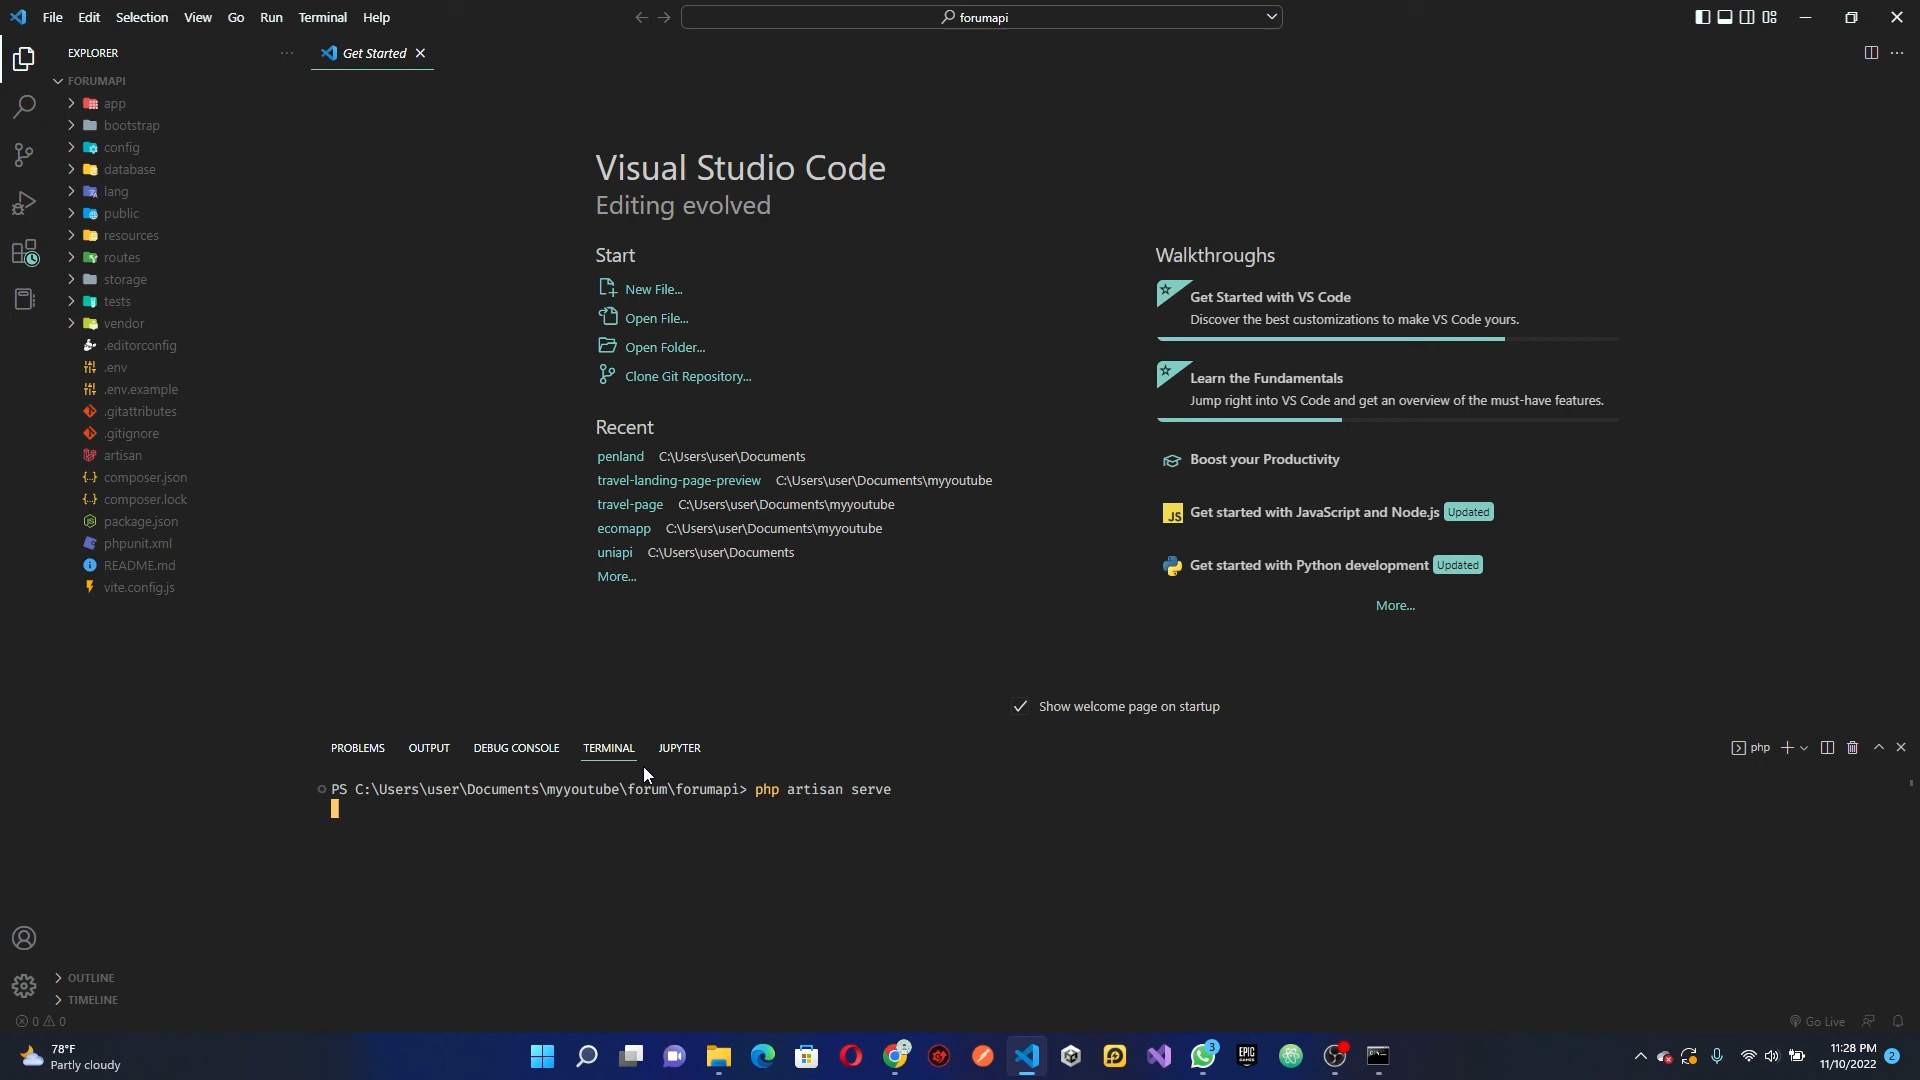 File Edit Selection View Go Run Terminal Help
forumapi
EXPLORER
Get Started
FORUMAPI
app
bootstrap
config
database
lang
public
resources
routes
storage
tests
vendor
.editorconfig
.env
.env.example
.gitattributes
.gitignore
artisan
composer.json
composer.lock
package.json
phpunit.xml
README.md
vite.config.js
OUTLINE
TIMELINE
Visual Studio Code
Editing evolved
Start
New File...
Open File...
Open Folder...
Clone Git Repository...
Recent
penland C:\Users\user\Documents
travel-landing-page-preview C:\Users\user\Documents\myyoutube
travel-page C:\Users\user\Documents\myyoutube
ecomapp C:\Users\user\Documents\myyoutube
uniapi C:\Users\user\Documents
More...
Walkthroughs
Get Started with VS Code
Discover the best customizations to make VS Code yours.
Learn the Fundamentals
Jump right into VS Code and get an overview of the must-have features.
Boost your Productivity
JS Get started with JavaScript and Node.js Updated
Get started with Python development Updated
More...
Show welcome page on startup
PROBLEMS OUTPUT DEBUG CONSOLE TERMINAL JUPYTER
php
PS C:\Users\user\Documents\myyoutube\forum\forumapi> php artisan serve
0 0
Go Live
78°F
Partly cloudy
3
EPIC GAMES
11:28 PM
11/10/2022
2